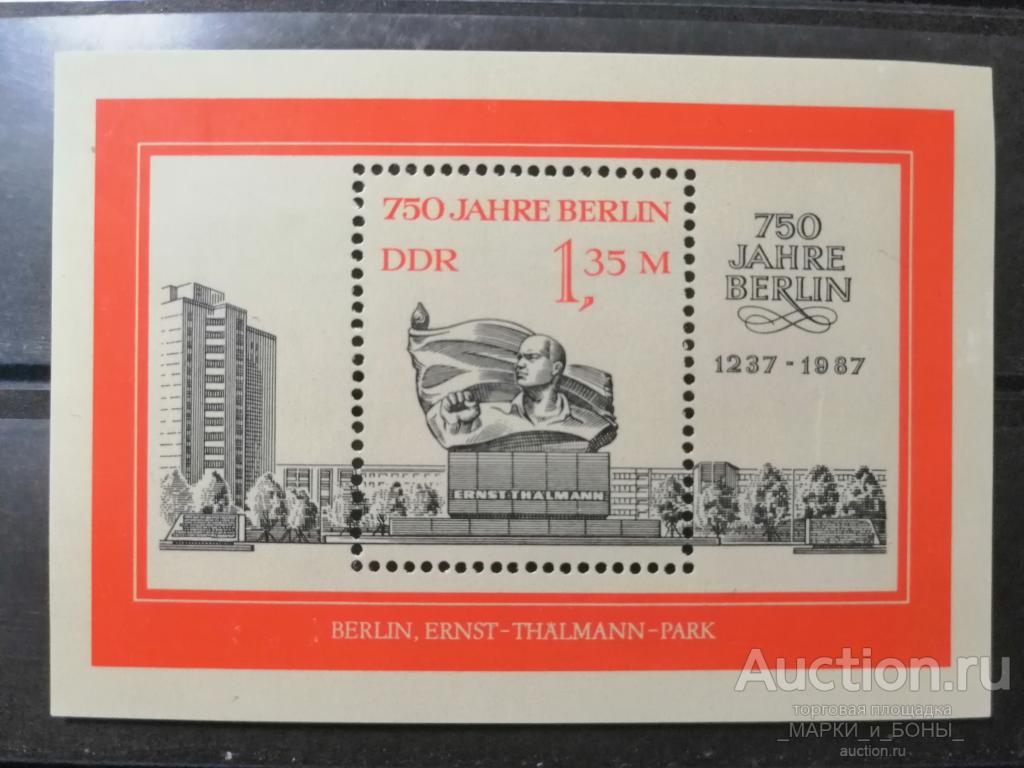 750 JAHRE BERLIN
DDR 1,35 M
750
JAHRE
BERLIN
1237 - 1987
ERNST THÄLMANN
BERLIN, ERNST-THÄLMANN-PARK
Auction.ru
торговая площадка
_МАРКИ_и_БОНЫ_
auction.ru